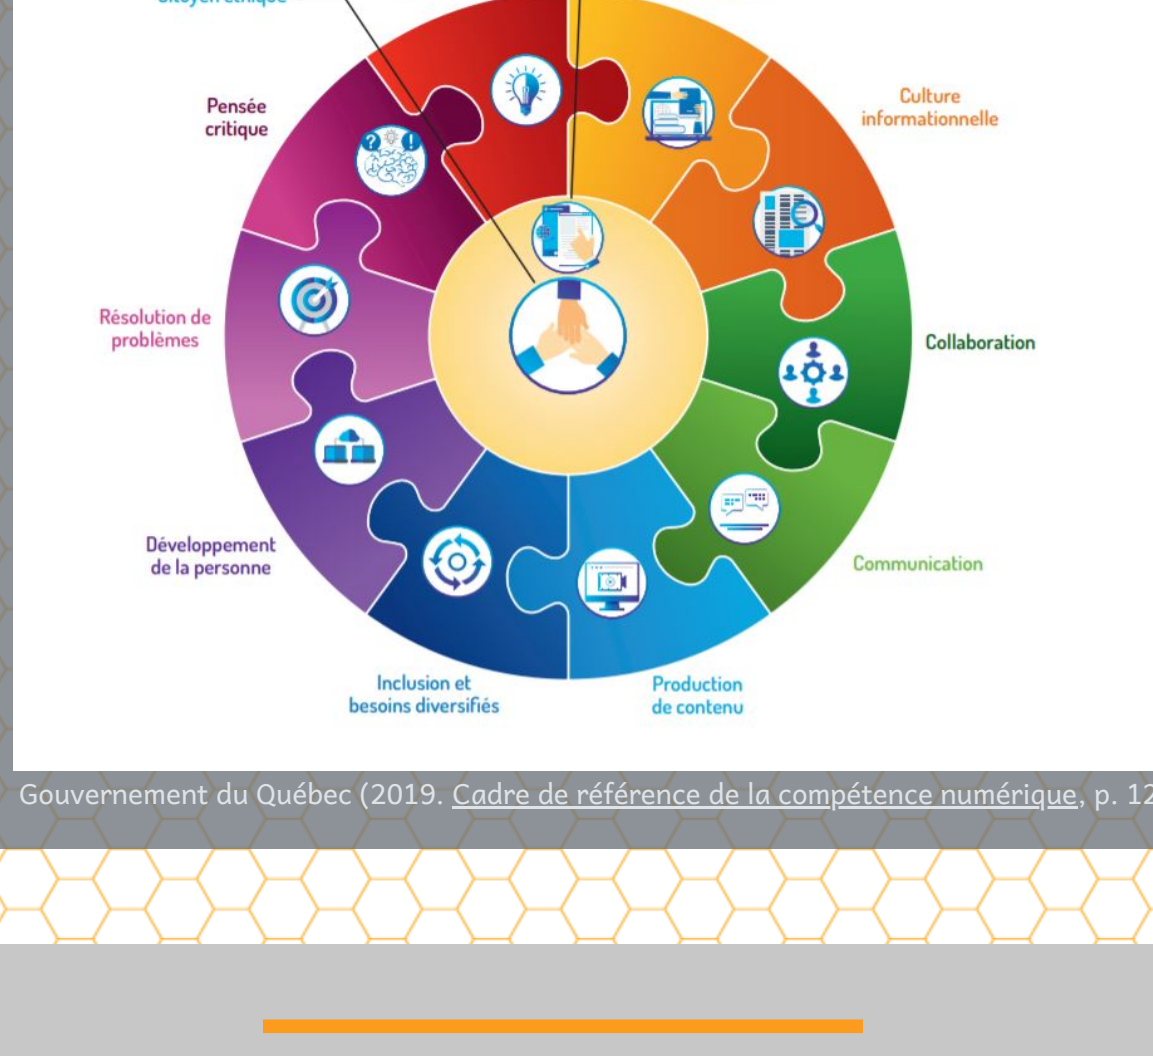 Pensée
critique
Culture
informationnelle
Résolution de
problèmes
Collaboration
Développement
de la personne
Communication
Inclusion et
besoins diversifiés
Production
de contenu
Gouvernement du Québec (2019. Cadre de référence de la compétence numérique, p. 12